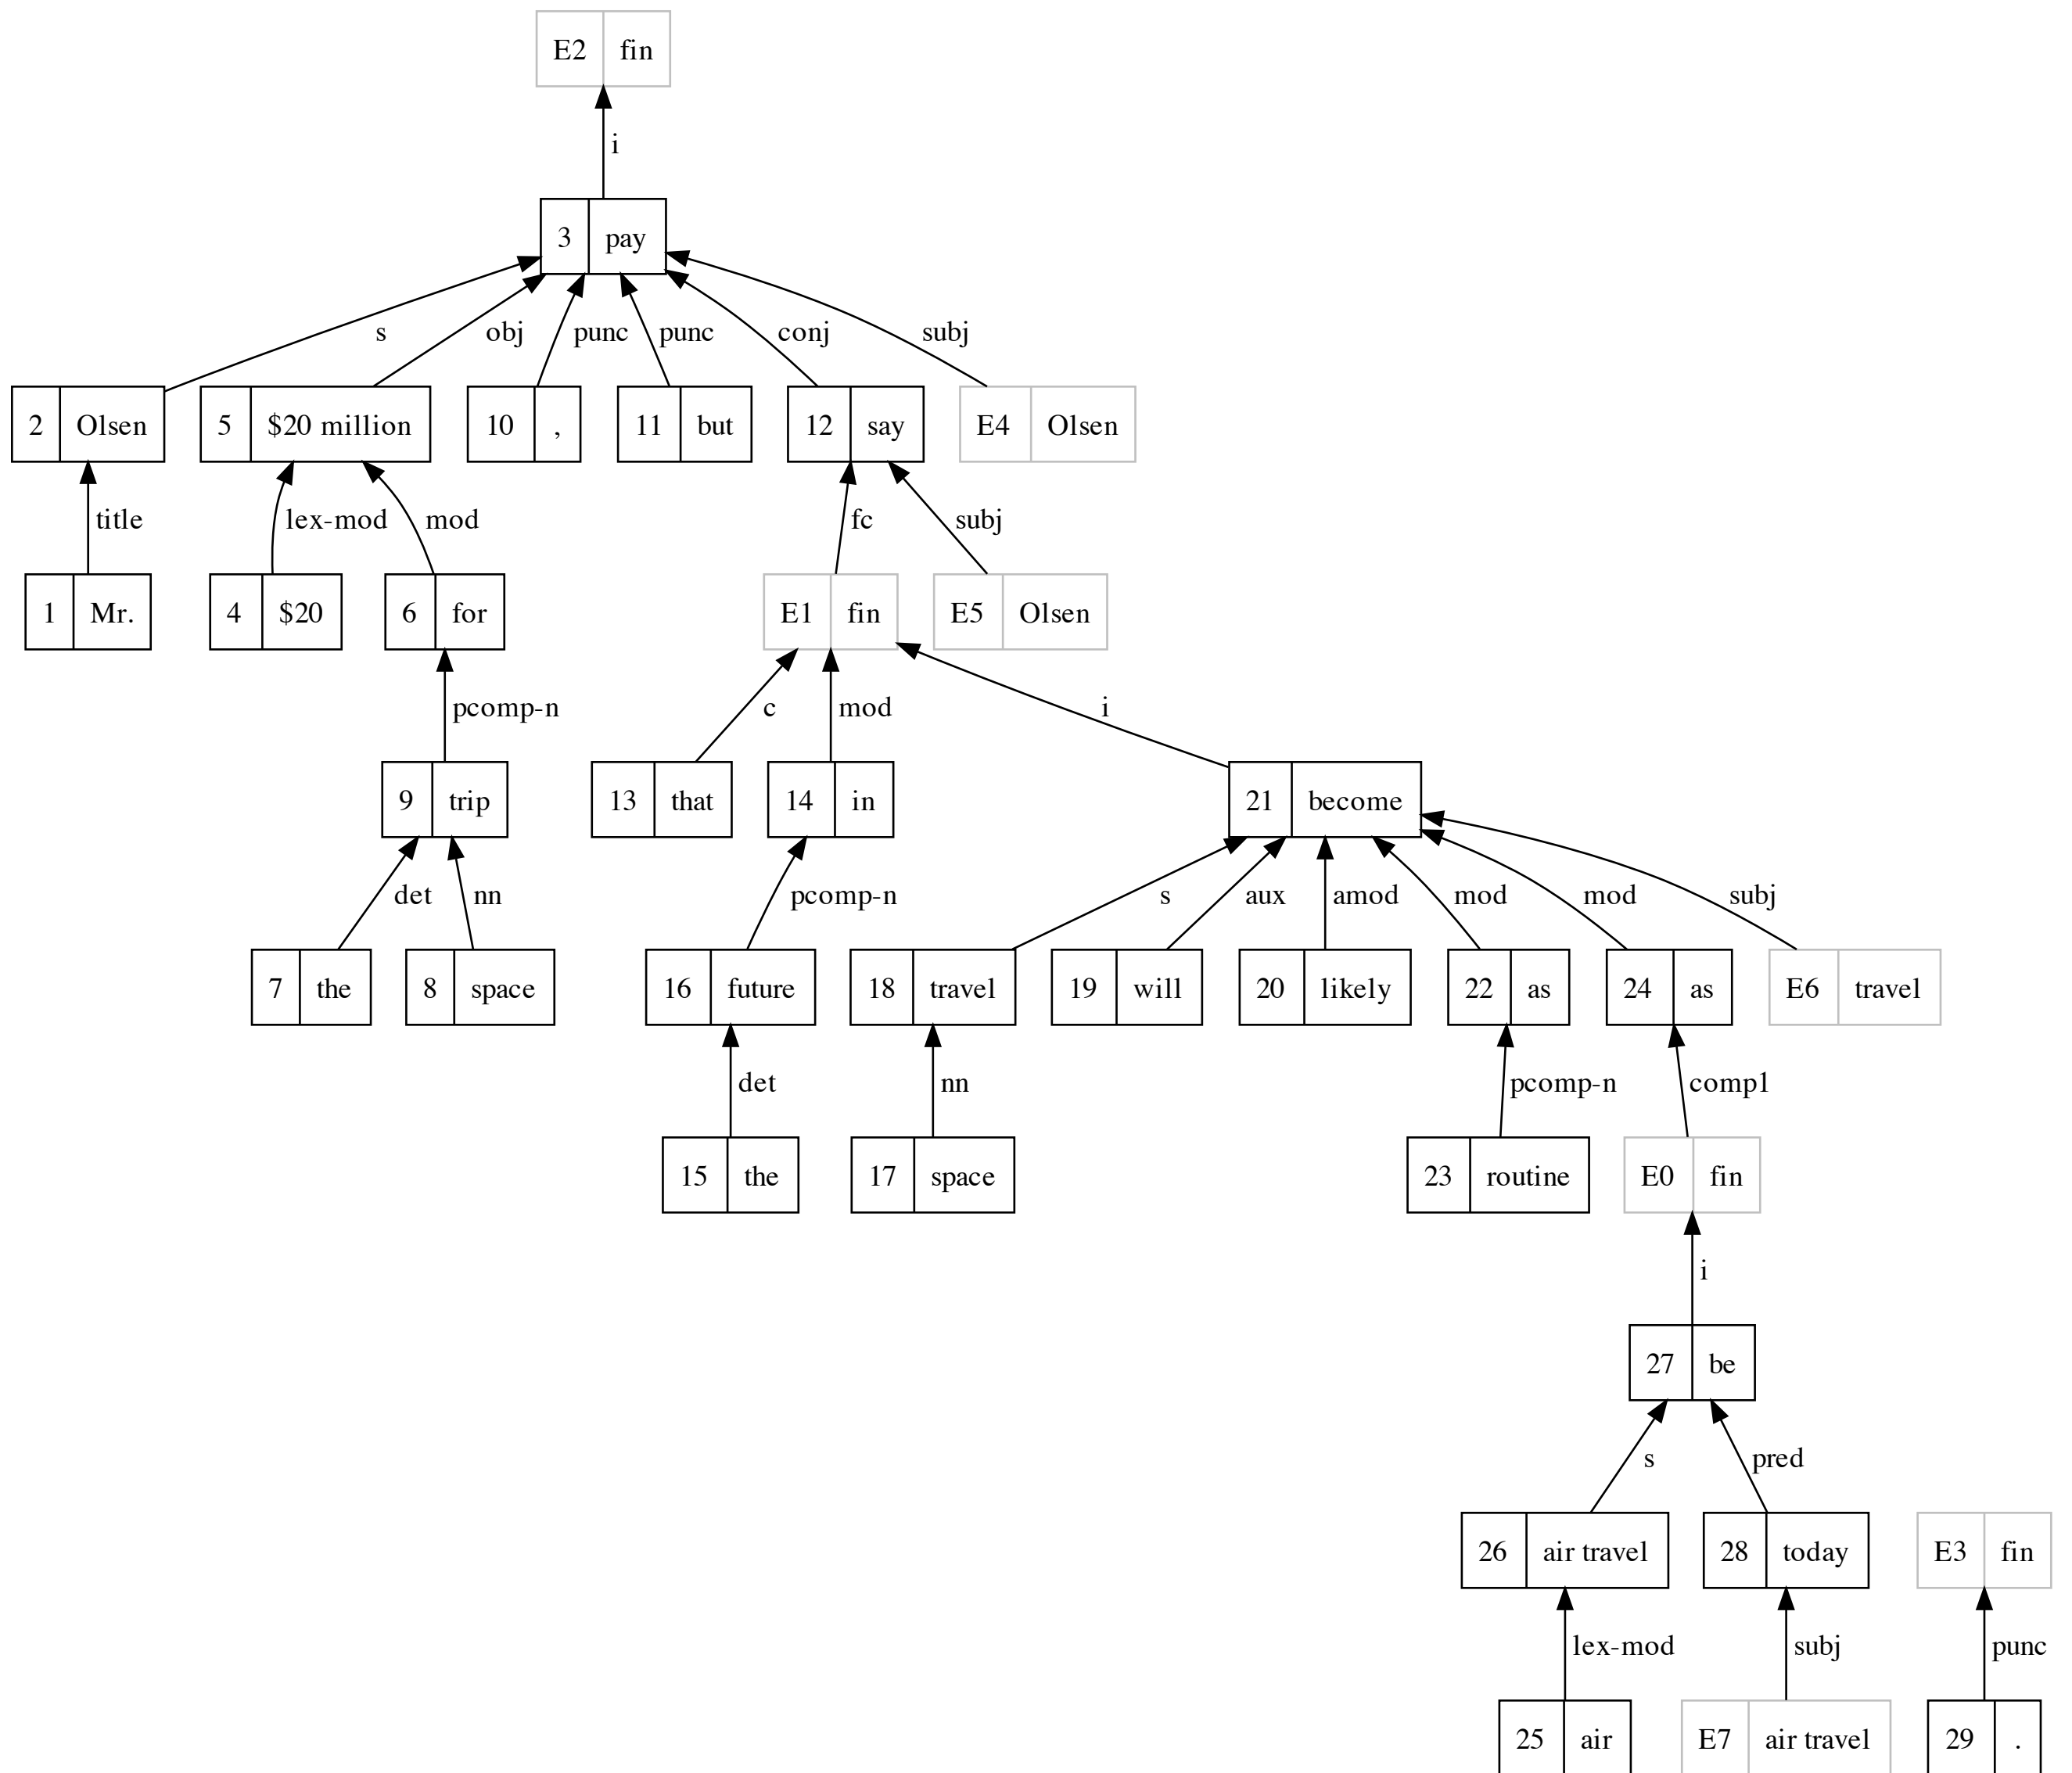 E2 fin
i
3 pay
s obj punc punc conj subj
2 Olsen 5 $20 million 10 , 11 but 12 say E4 Olsen
title lex-mod mod fc subj
1 Mr. 4 $20 6 for E1 fin E5 Olsen
pcomp-n c mod i
9 trip 13 that 14 in 21 become
det nn pcomp-n s aux amod mod mod subj
7 the 8 space 16 future 18 travel 19 will 20 likely 22 as 24 as E6 travel
det nn pcomp-n comp1
15 the 17 space 23 routine E0 fin
i
27 be
s pred
26 air travel 28 today E3 fin
lex-mod subj punc
25 air E7 air travel 29 .